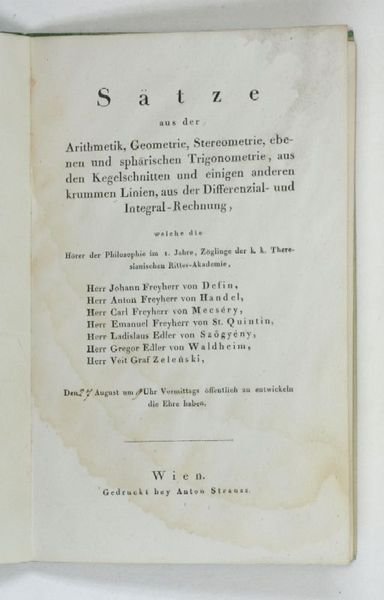 Sätze
aus der
Arithmetik, Geometrie, Stereometrie, ebe-
nen und sphärischen Trigonometrie, aus
den Kegelschnitten und einigen anderen
krummen Linien, aus der Differenzial- und
Integral-Rechnung,
welche die
Hörer der Philosophie im 1. Jahre, Zöglinge der k. k. There-
sianischen Ritter-Akademie,
Herr Johann Freyherr von Defin,
Herr Anton Freyherr von Handel,
Herr Carl Freyherr von Mecséry,
Herr Emanuel Freyherr von St. Quintin,
Herr Ladislaus Edler von Szögyény,
Herr Gregor Edler von Waldheim,
Herr Veit Graf Zeleński,
Den August um 9 Uhr Vormittags öffentlich zu entwickeln
die Ehre haben.
Wien.
Gedruckt bey Anton Strauss.